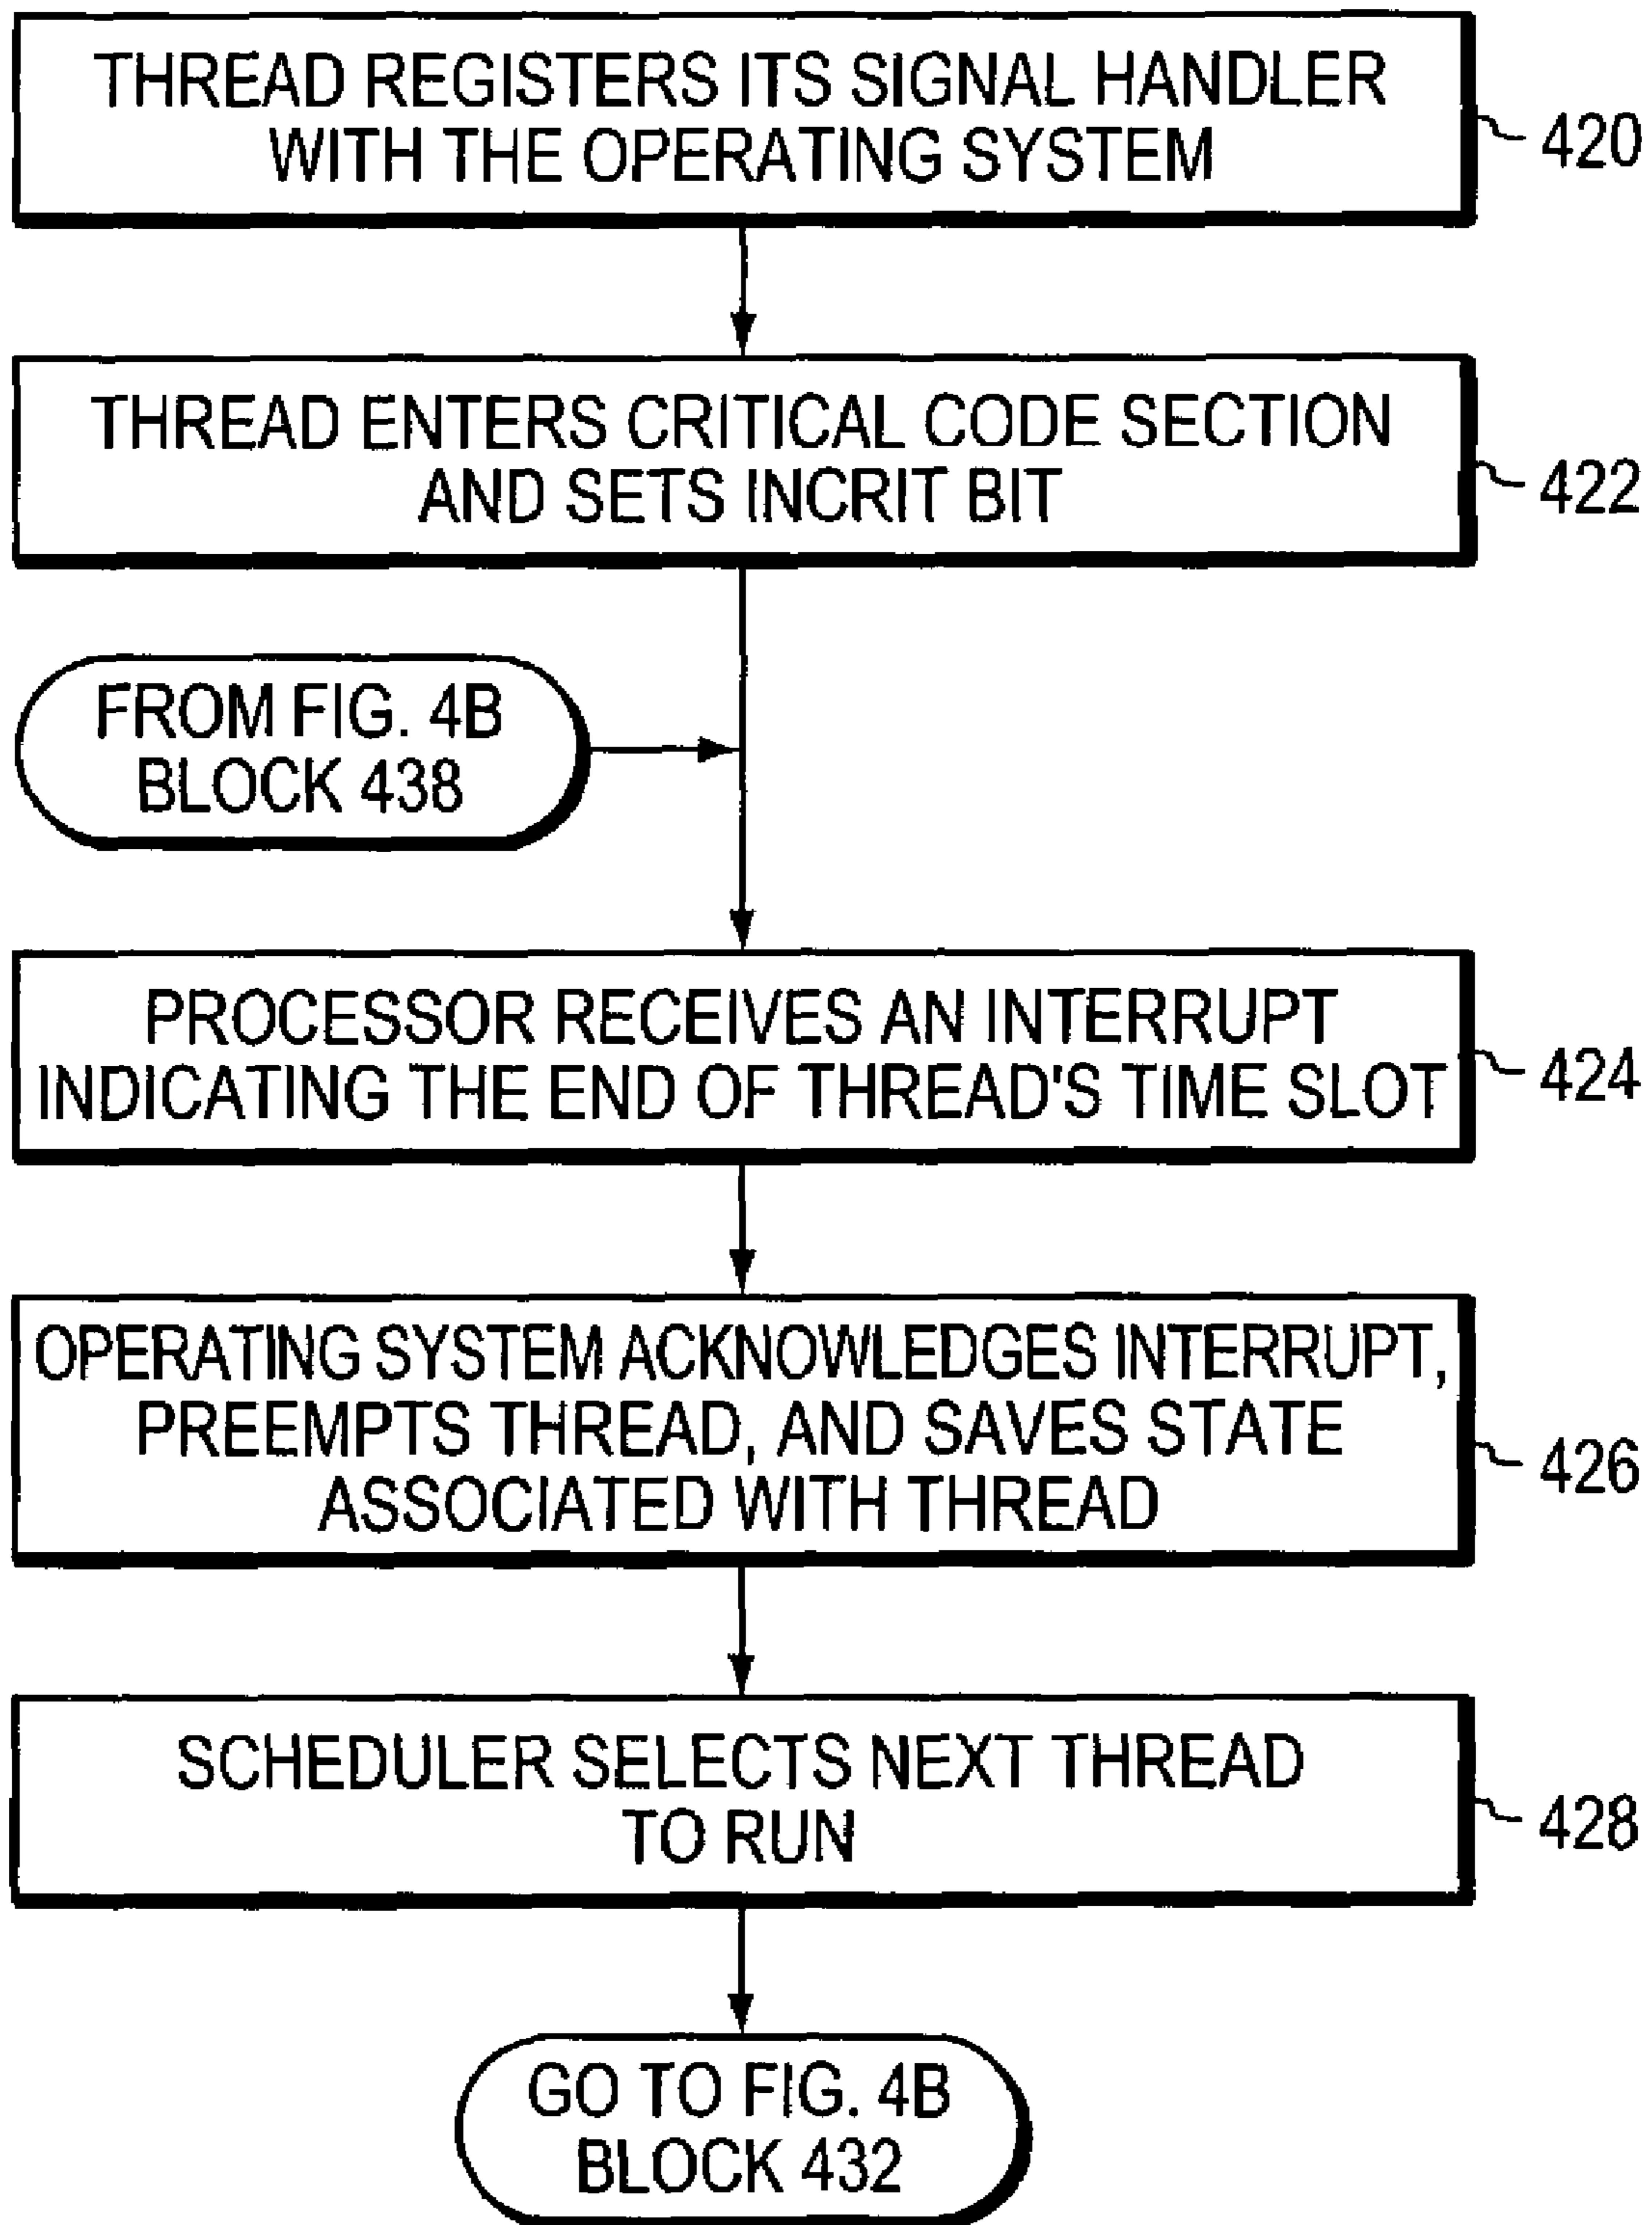 THREAD REGISTERS ITS SIGNAL HANDLER
WITH THE OPERATING SYSTEM
420
THREAD ENTERS CRITICAL CODE SECTION
AND SETS INCRIT BIT
422
FROM FIG. 4B
BLOCK 438
PROCESSOR RECEIVES AN INTERRUPT
INDICATING THE END OF THREAD'S TIME SLOT
424
OPERATING SYSTEM ACKNOWLEDGES INTERRUPT,
PREEMPTS THREAD, AND SAVES STATE
ASSOCIATED WITH THREAD
426
SCHEDULER SELECTS NEXT THREAD
TO RUN
428
GO TO FIG. 4B
BLOCK 432